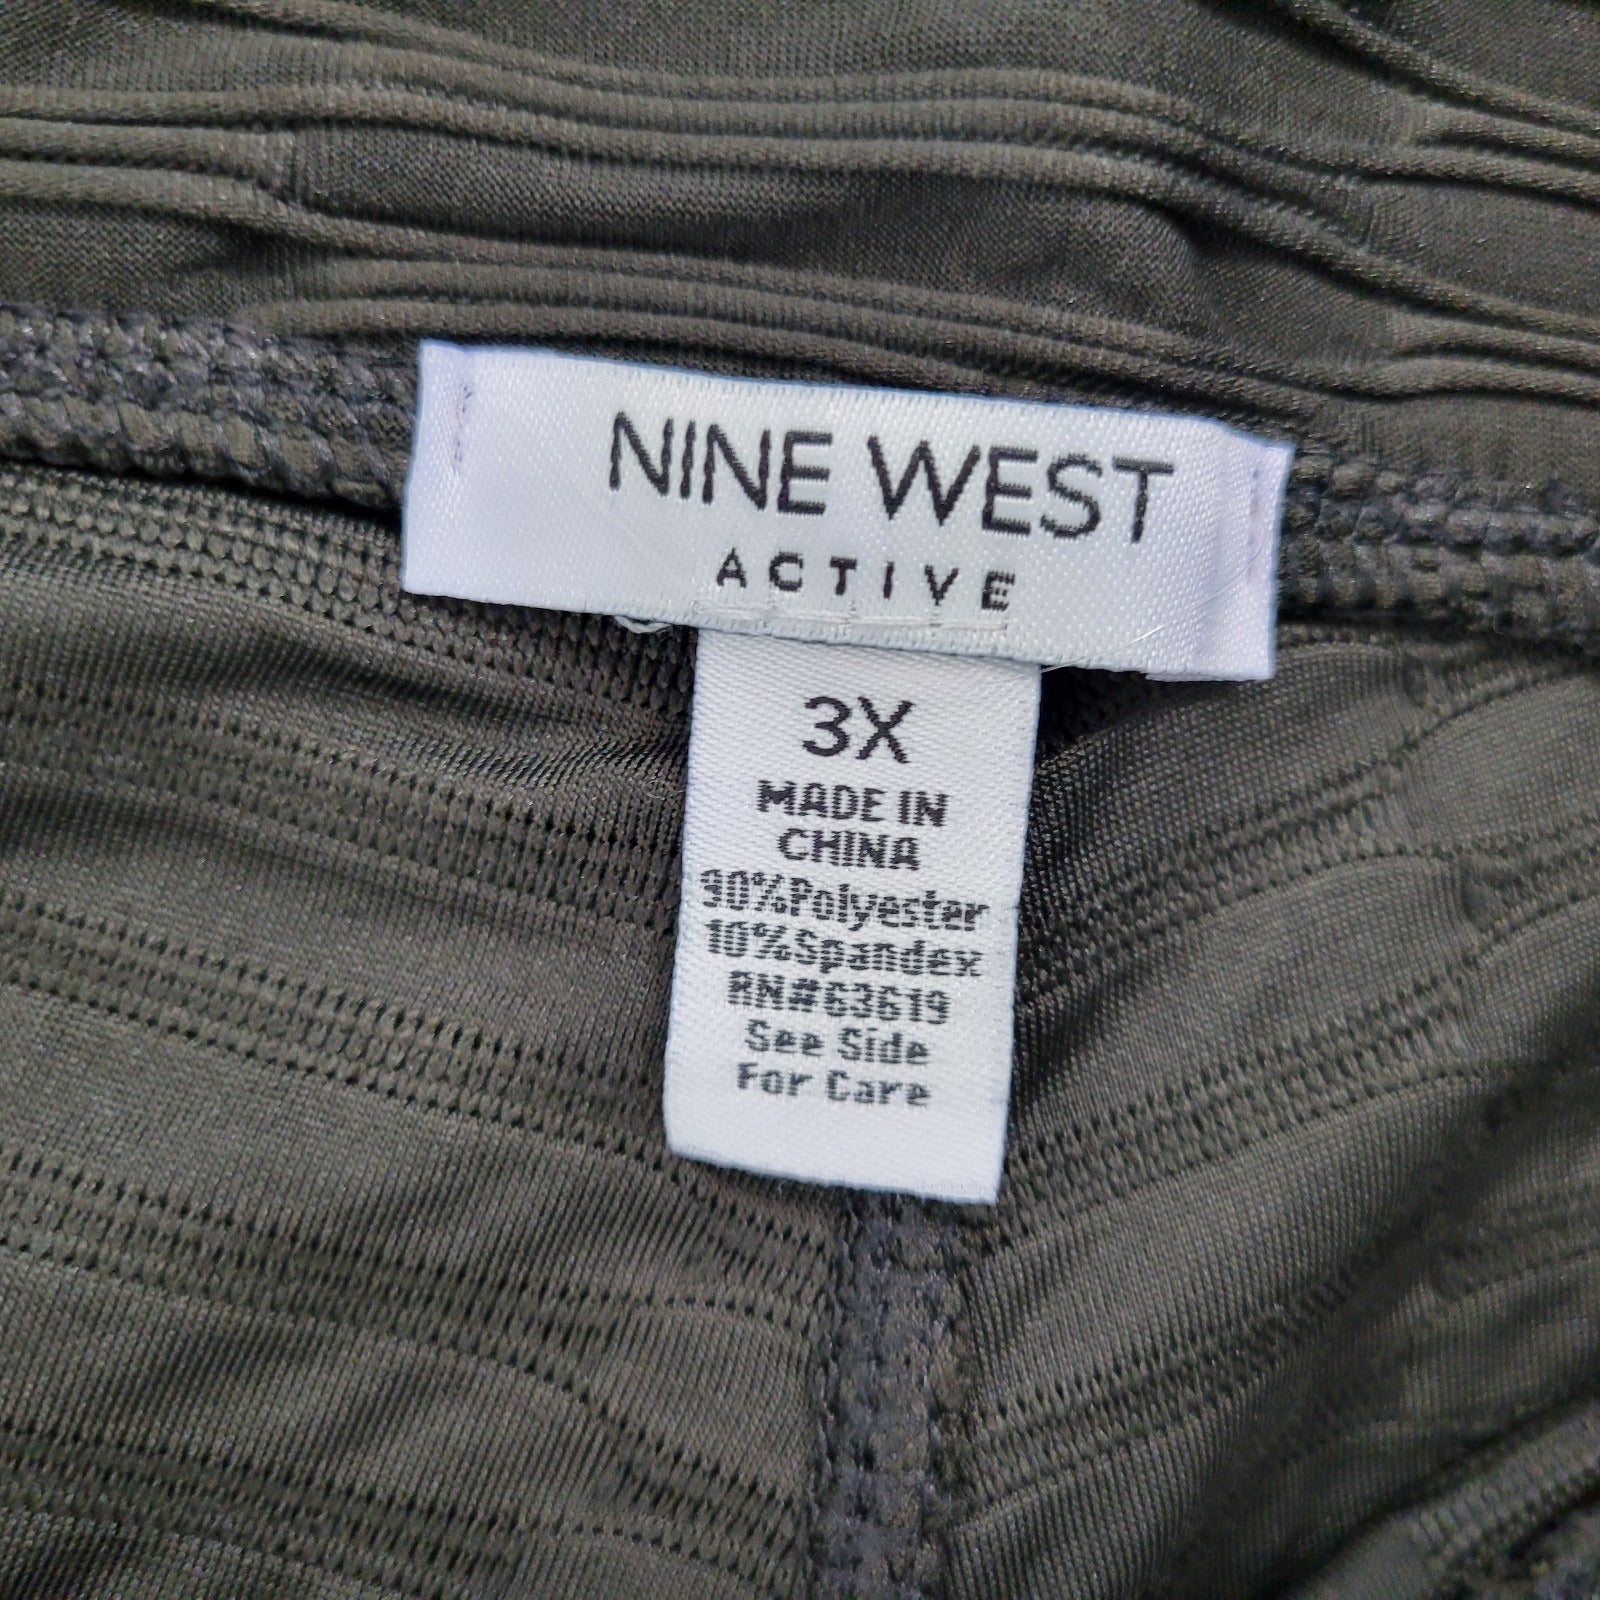 NINE WEST
ACTIVE
3X
MADE IN
CHINA
90%Polyester
10%Spandex
RN#63619
See Side
For Care